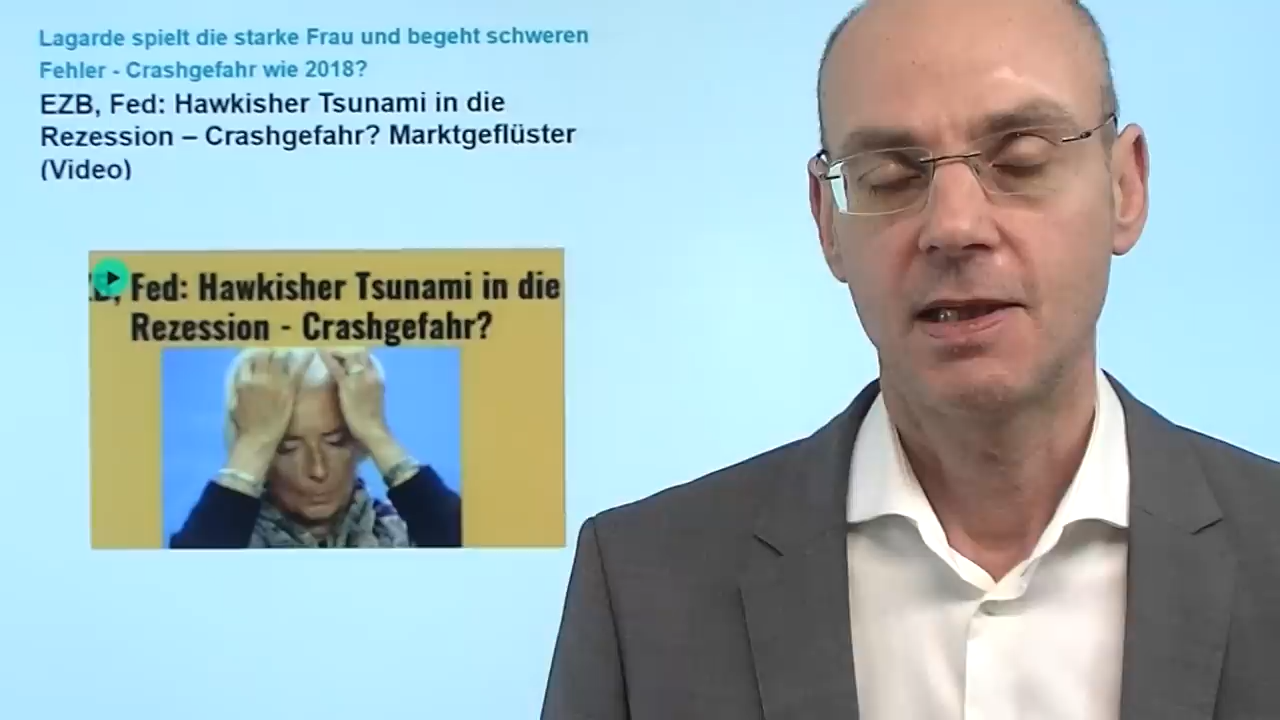 Lagarde spielt die starke Frau und begeht schweren
Fehler - Crashgefahr wie 2018?
EZB, Fed: Hawkisher Tsunami in die
Rezession – Crashgefahr? Marktgeflüster
(Video)
Fed: Hawkisher Tsunami in die
Rezession - Crashgefahr?